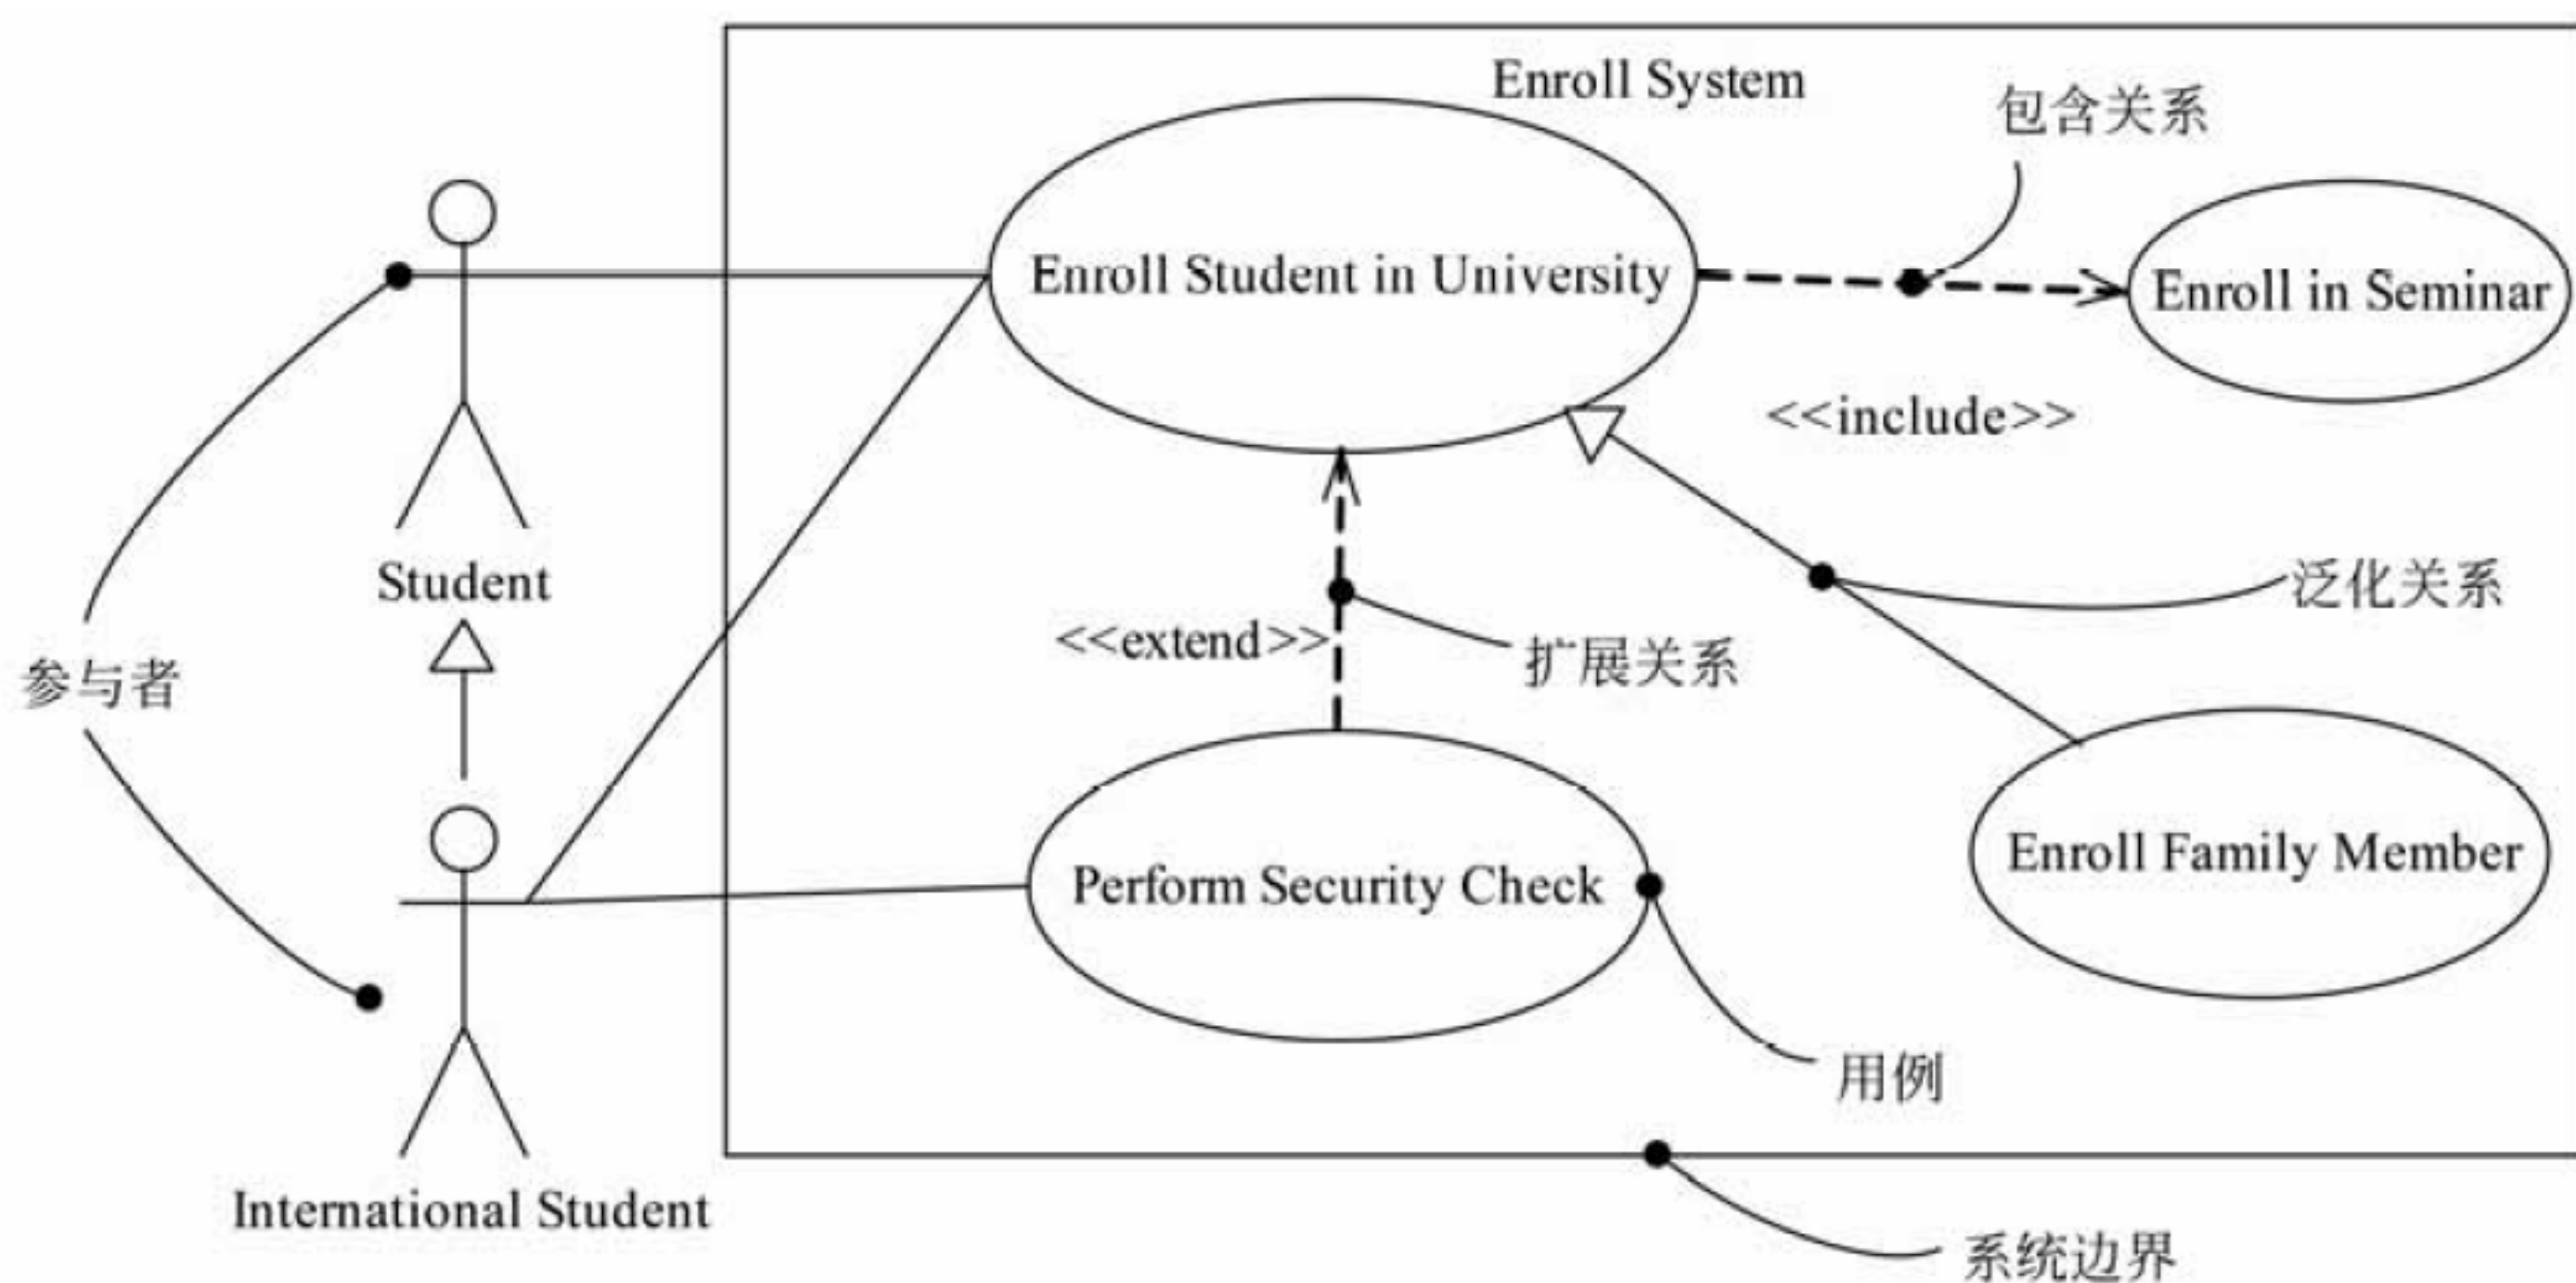 Enroll System
包含关系
Enroll Student in University
Enroll in Seminar
<<include>>
Student
泛化关系
<<extend>>
扩展关系
参与者
Enroll Family Member
Perform Security Check
用例
International Student
系统边界